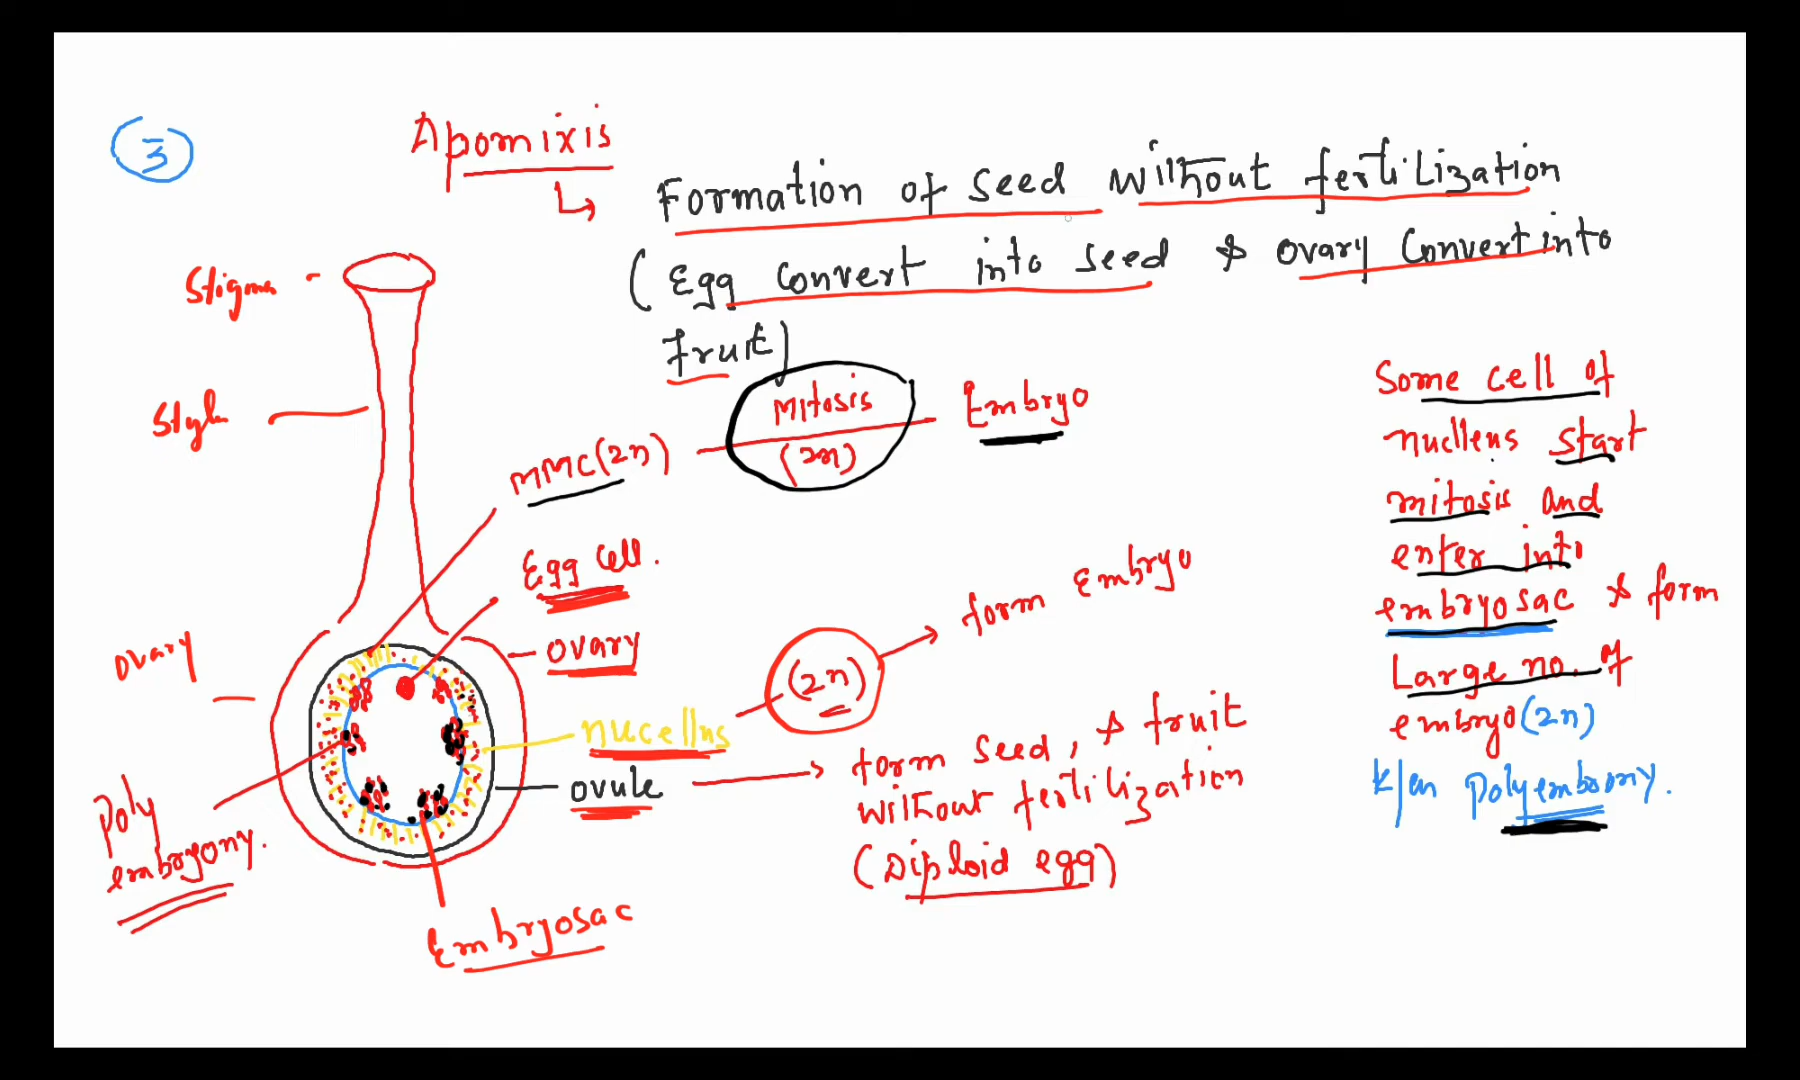 3
Apomixis
Formation of seed without fertilization
(Egg convert into seed & ovary convert into
fruit)
Stigma
Style
ovary
Poly
embryony.
MMC(2n)
Mitosis
(2n)
Embryo
Egg cell.
ovary
nucellus
(2n)
form Embryo
ovule
form seed, & fruit
without fertilization
(Diploid egg)
Embryosac
Some cell of
nucllens start
mitosis and
enter into
embryosac & form
Large no. of
embryo(2n)
k/an Polyembrony.